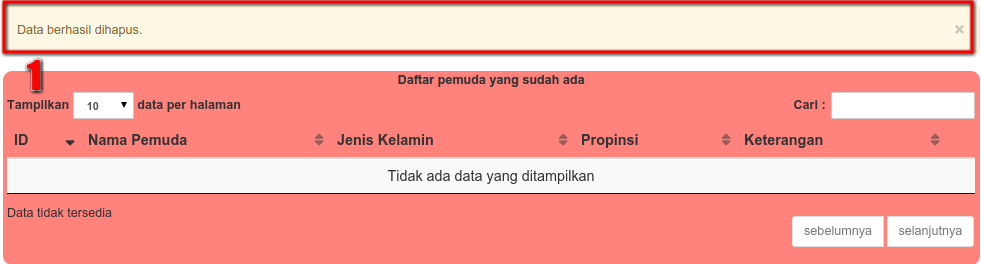 Data berhasil dihapus. ×
1
Daftar pemuda yang sudah ada
Tampilkan 10 data per halaman Cari :
ID Nama Pemuda Jenis Kelamin Propinsi Keterangan
Tidak ada data yang ditampilkan
Data tidak tersedia
sebelumnya selanjutnya